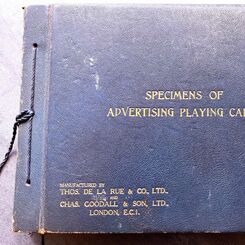 SPECIMENS OF
ADVERTISING PLAYING CA
MANUFACTURED BY
THOS. DE LA RUE & CO., LTD.,
AND
CHAS. GOODALL & SON, LTD.,
LONDON, E.C.1.